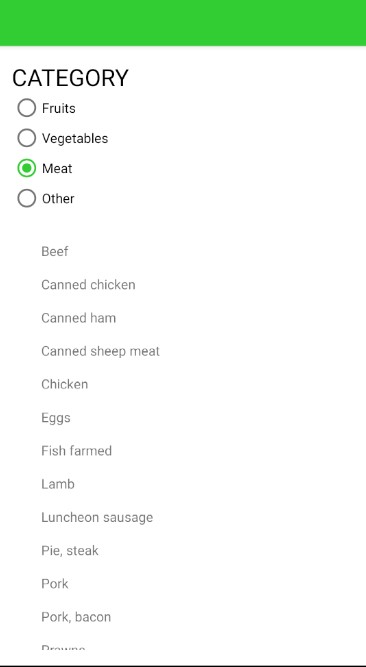 CATEGORY
Fruits
Vegetables
Meat
Other
Beef
Canned chicken
Canned ham
Canned sheep meat
Chicken
Eggs
Fish farmed
Lamb
Luncheon sausage
Pie, steak
Pork
Pork, bacon